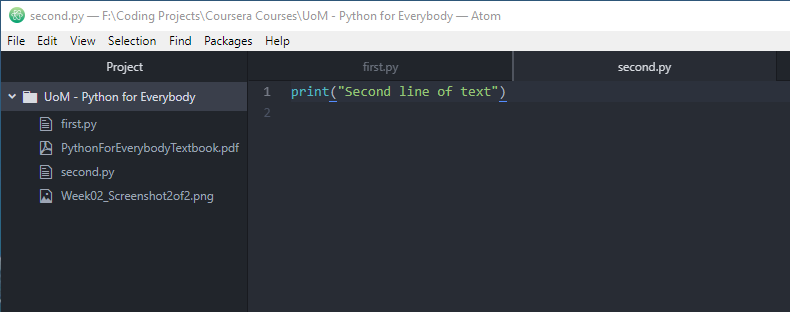 second.py — F:\Coding Projects\Coursera Courses\UoM - Python for Everybody — Atom
File Edit View Selection Find Packages Help
Project
first.py
second.py
UoM - Python for Everybody
first.py
PythonForEverybodyTextbook.pdf
second.py
Week02_Screenshot2of2.png
1 print("Second line of text")
2